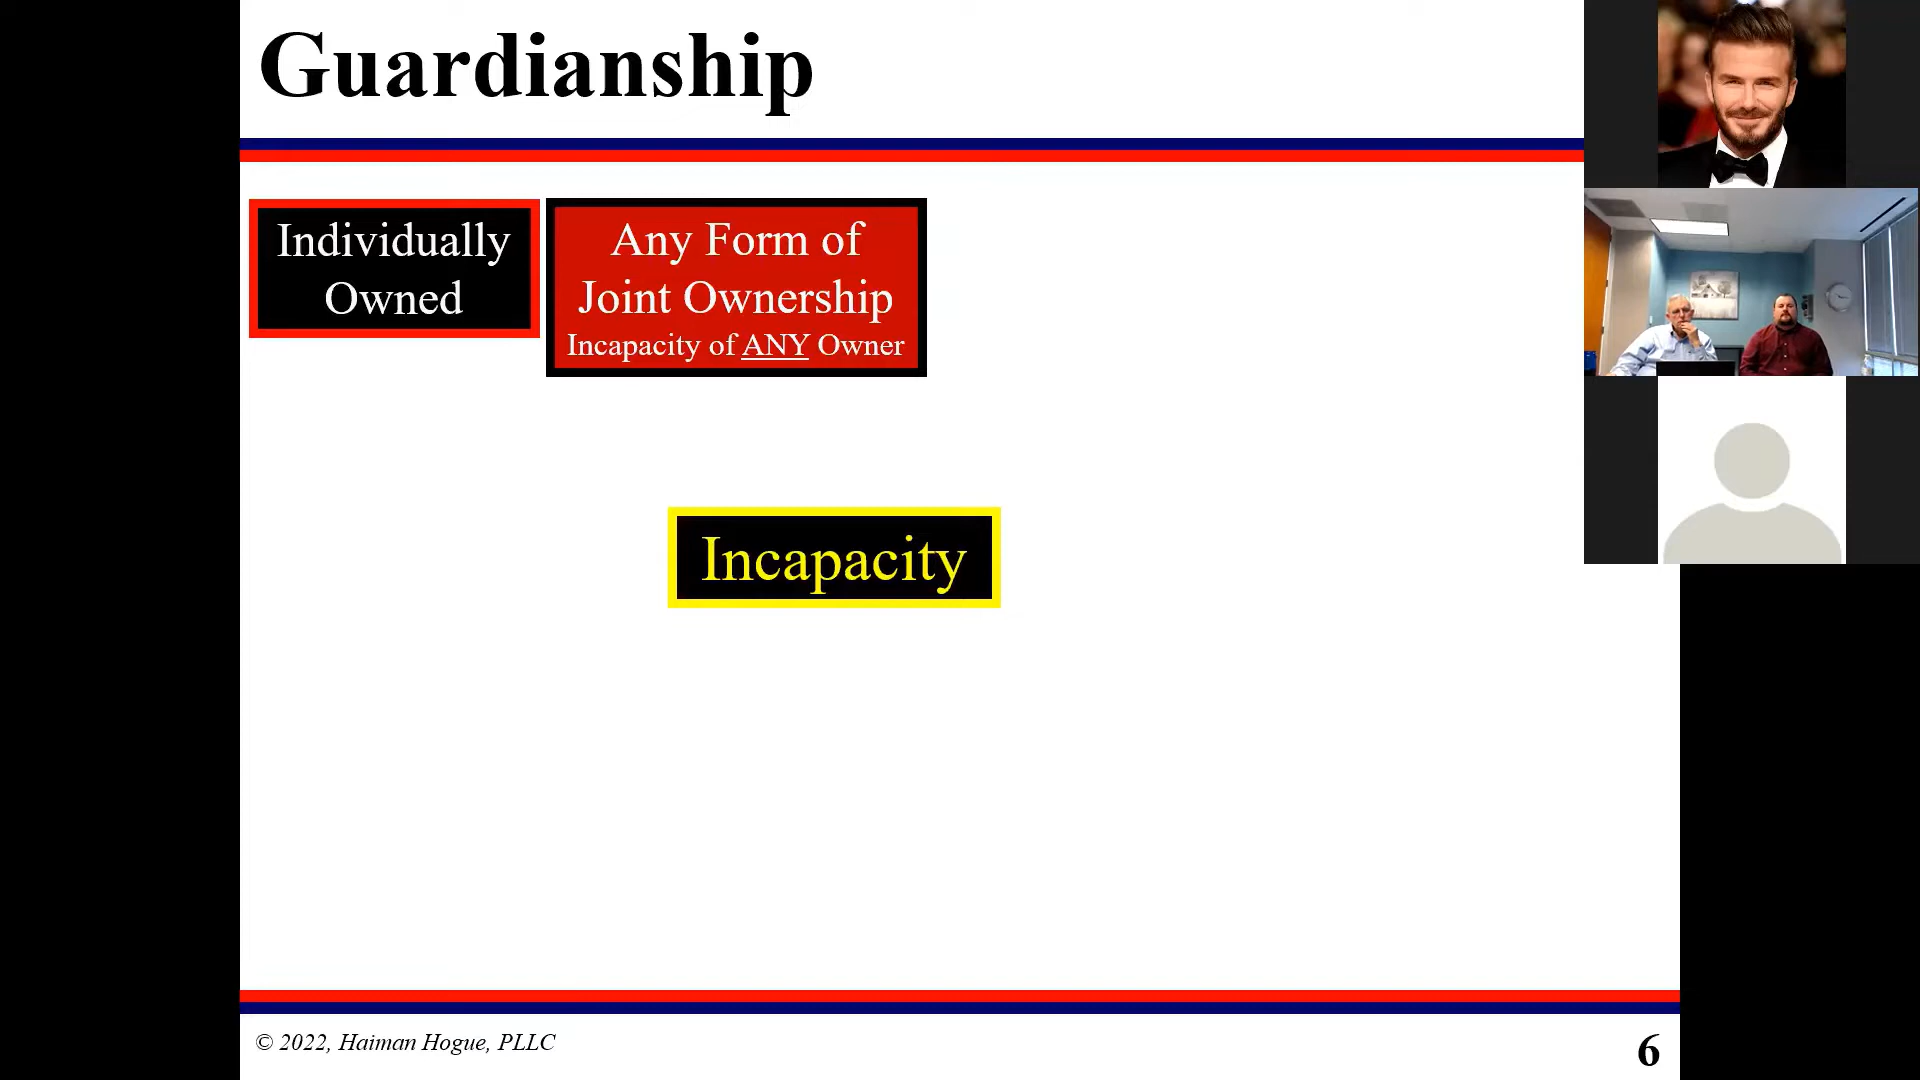 Guardianship
Individually
Owned
Any Form of
Joint Ownership
Incapacity of ANY Owner
Incapacity
© 2022, Haiman Hogue, PLLC
6